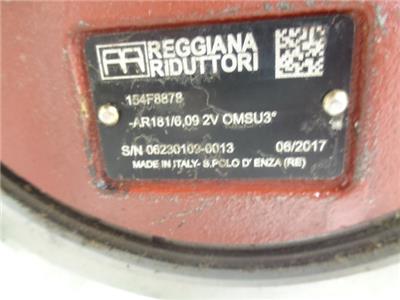 REGGIANA
RIDUTTORI
154F8878
-AR181/6,09 2V OMSU3°
S/N 06230109-0013 06/2017
MADE IN ITALY- S.POLO D' ENZA (RE)